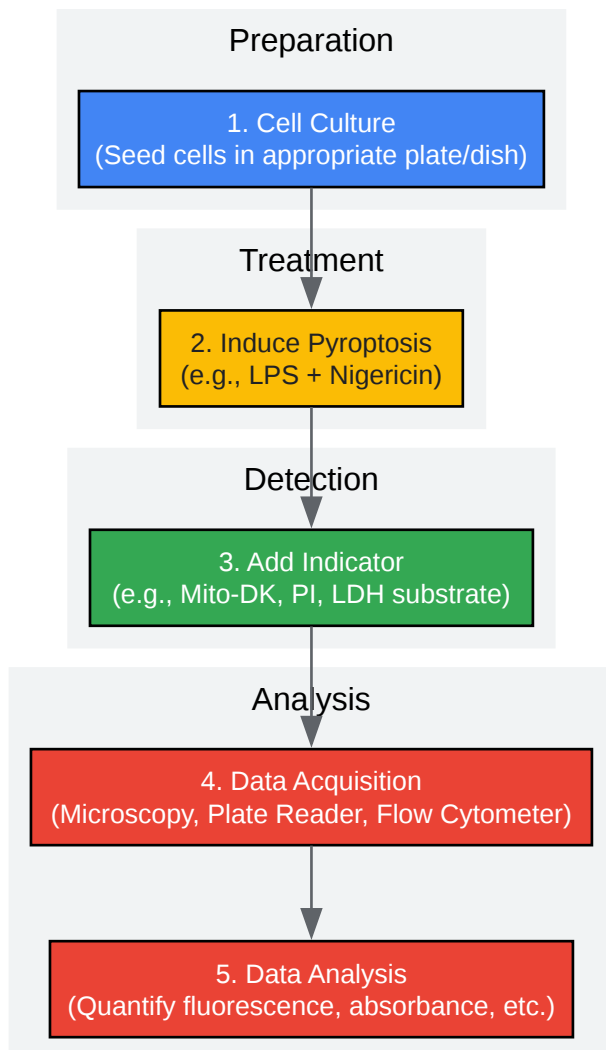 Preparation
1. Cell Culture
(Seed cells in appropriate plate/dish)
Treatment
2. Induce Pyroptosis
(e.g., LPS + Nigericin)
Detection
3. Add Indicator
(e.g., Mito-DK, PI, LDH substrate)
Analysis
4. Data Acquisition
(Microscopy, Plate Reader, Flow Cytometer)
5. Data Analysis
(Quantify fluorescence, absorbance, etc.)